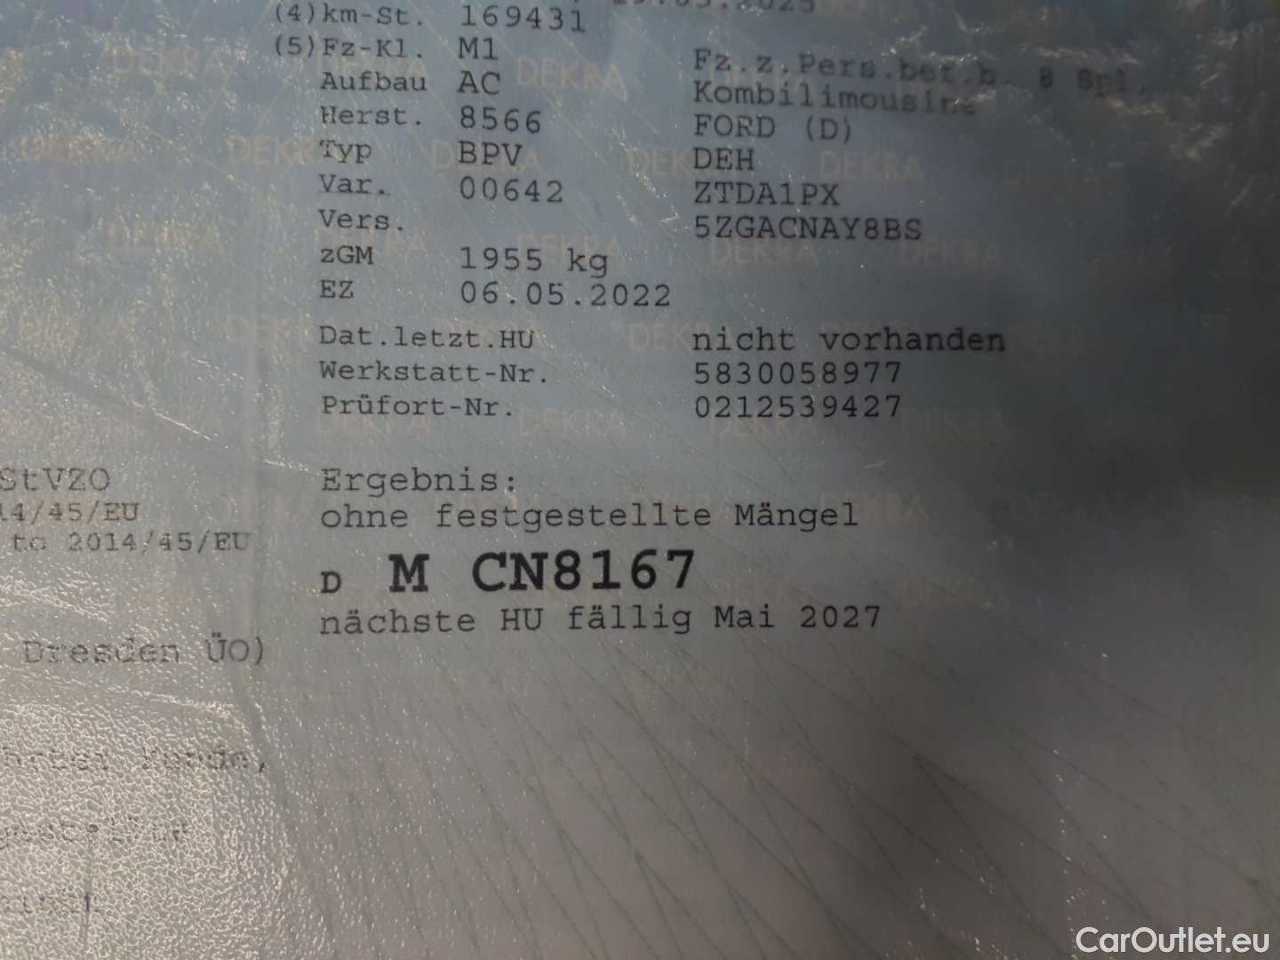 (4)km-St. 169431
(5)Fz-Kl. M1 Fz.z.Pers.bef.b. 8 Spl.
Aufbau AC Kombilimousine
Herst. 8566 FORD (D)
Typ BPV DEH
Var. 00642 ZTDA1PX
Vers. 5ZGACNAY8BS
zGM 1955 kg
EZ 06.05.2022
Dat.letzt.HU nicht vorhanden
Werkstatt-Nr. 5830058977
Prüfort-Nr. 0212539427
StVZO
14/45/EU
to 2014/45/EU
Dresden ÜO)
Ergebnis:
ohne festgestellte Mängel
D M CN8167
nächste HU fällig Mai 2027
DEKRA
CarOutlet.eu